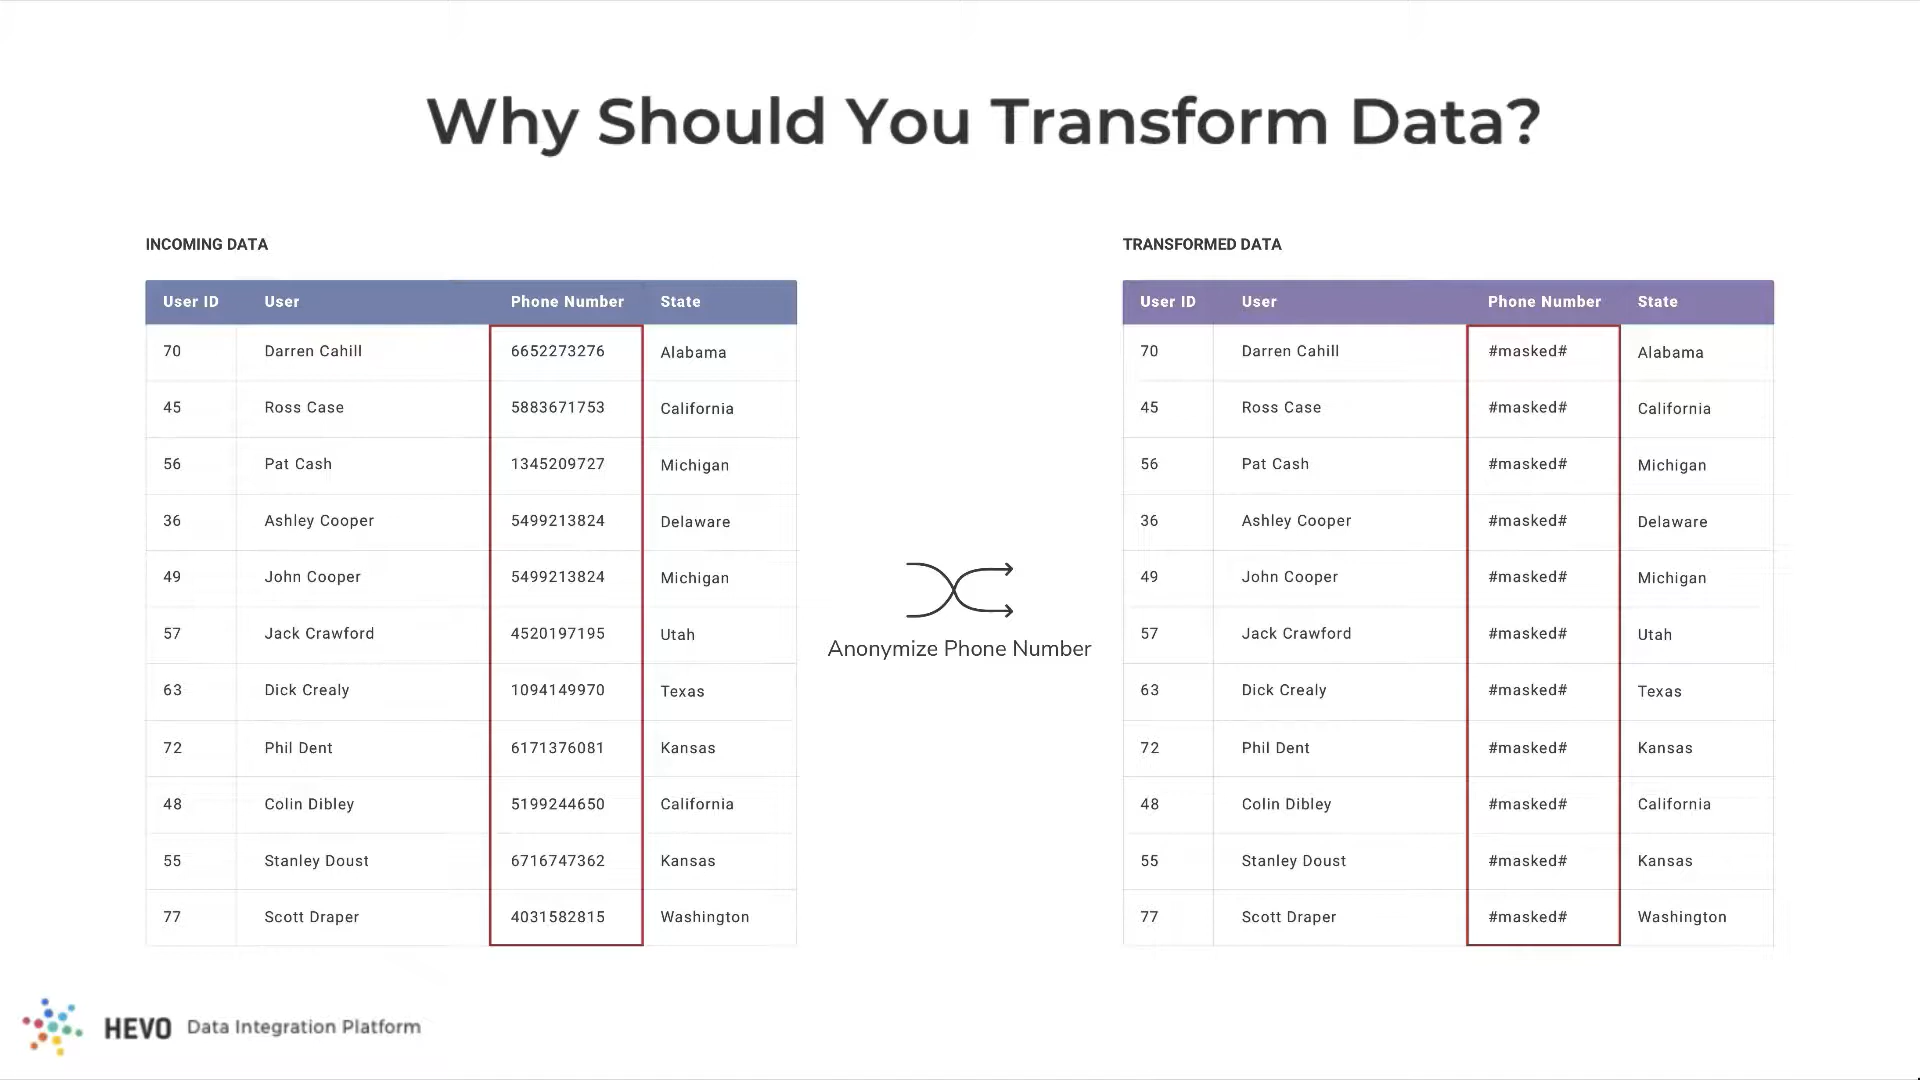 Why Should You Transform Data?
INCOMING DATA
User ID User Phone Number State
70 Darren Cahill 6652273276 Alabama
45 Ross Case 5883671753 California
56 Pat Cash 1345209727 Michigan
36 Ashley Cooper 5499213824 Delaware
49 John Cooper 5499213824 Michigan
57 Jack Crawford 4520197195 Utah
63 Dick Crealy 1094149970 Texas
72 Phil Dent 6171376081 Kansas
48 Colin Dibley 5199244650 California
55 Stanley Doust 6716747362 Kansas
77 Scott Draper 4031582815 Washington
Anonymize Phone Number
TRANSFORMED DATA
User ID User Phone Number State
70 Darren Cahill #masked# Alabama
45 Ross Case #masked# California
56 Pat Cash #masked# Michigan
36 Ashley Cooper #masked# Delaware
49 John Cooper #masked# Michigan
57 Jack Crawford #masked# Utah
63 Dick Crealy #masked# Texas
72 Phil Dent #masked# Kansas
48 Colin Dibley #masked# California
55 Stanley Doust #masked# Kansas
77 Scott Draper #masked# Washington
HEVO Data Integration Platform